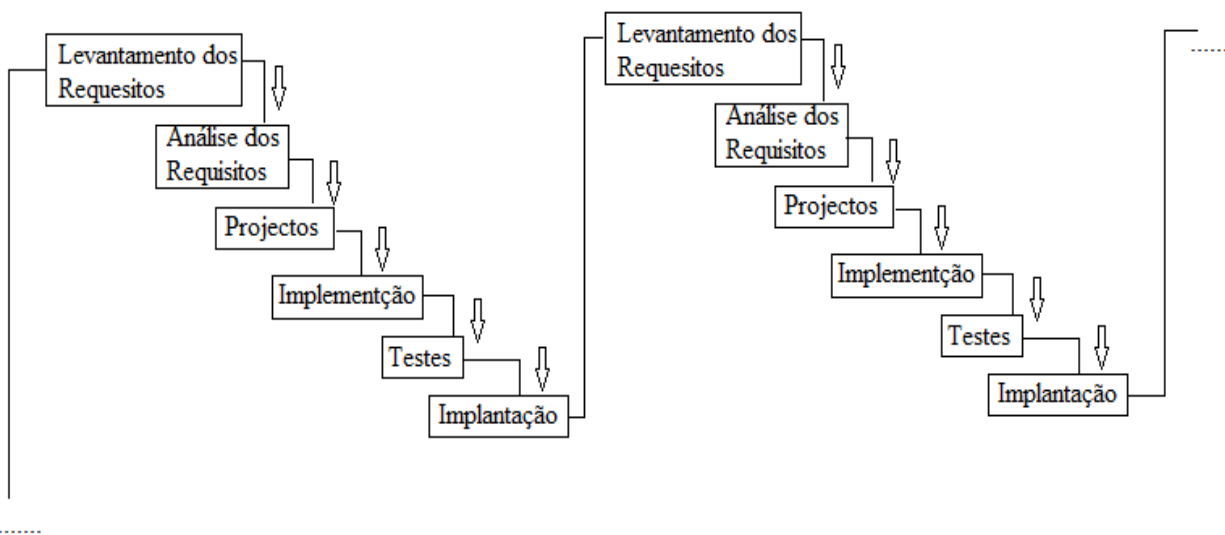 Levantamento dos
Requesitos
Análise dos
Requisitos
Projectos
Implementção
Testes
Implantação
Levantamento dos
Requesitos
Análise dos
Requisitos
Projectos
Implementção
Testes
Implantação